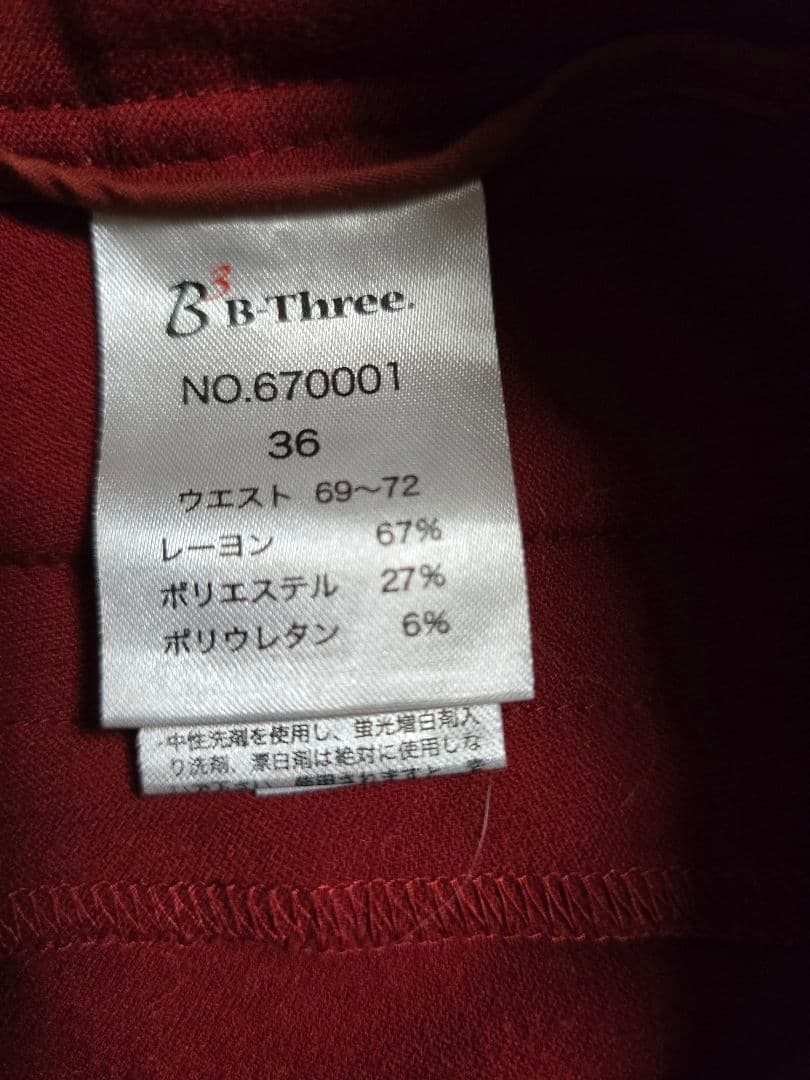 B3 B-Three.
NO.670001
36
ウエスト 69〜72
レーヨン 67%
ポリエステル 27%
ポリウレタン 6%
中性洗剤を使用し、蛍光増白剤入
り洗剤、漂白剤は絶対に使用しな